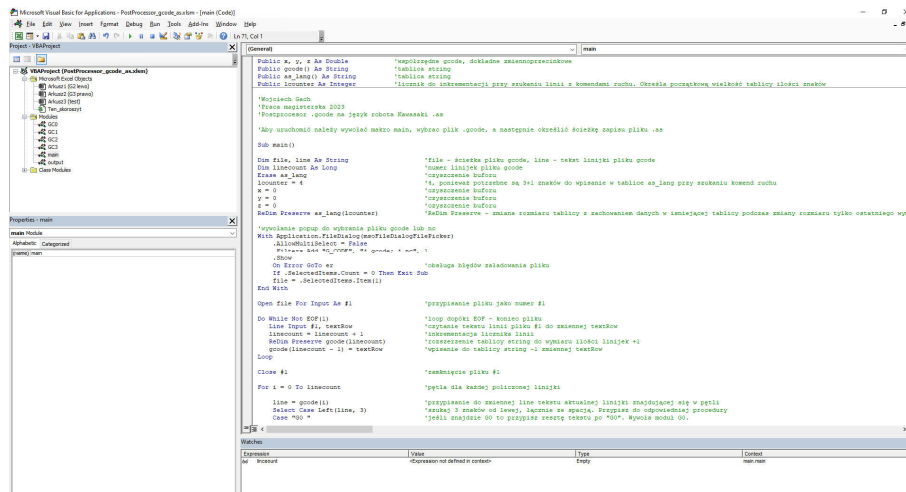 Microsoft Visual Basic for Applications - PostProcessor_gcode_as.xlsm - [main (Code)]
File Edit View Insert Format Debug Run Tools Add-Ins Window Help
Ln 71, Col 1
Project - VBAProject
VBAProject (PostProcessor_gcode_as.xlsm)
Microsoft Excel Objects
Arkusz1 (G2 lewo)
Arkusz2 (G3 prawo)
Arkusz3 (test)
Ten_skoroszyt
Modules
GC0
GC1
GC2
GC3
main
output
Class Modules
Properties - main
main Module
Alphabetic Categorized
(Name) main
(General) main
Public x, y, z As Double 'współrzędne gcode, dokładne zmiennoprzecinkowe
Public gcode() As String 'tablica string
Public as_lang() As String 'tablica string
Public lcounter As Integer 'licznik do inkrementacji przy szukaniu linii z komendami ruchu. Określa początkową wielkość tablicy ilości znaków
'Wojciech Gach
'Praca magisterska 2023
'Postprocesor .gcode na język robota Kawasaki .as
'Aby uruchomić należy wywołać makro main, wybrac plik .gcode, a następnie określić ścieżkę zapisu pliku .as
Sub main()
Dim file, line As String 'file - ścieżka pliku gcode, line - tekst linijki pliku gcode
Dim linecount As Long 'numer linijek pliku gcode
Erase as_lang 'czyszczenie buforu
lcounter = 4 '4, ponieważ potrzebne są 3+1 znaków do wpisanie w tablice as_lang przy szukaniu komend ruchu
x = 0 'czyszczenie buforu
y = 0 'czyszczenie buforu
z = 0 'czyszczenie buforu
ReDim Preserve as_lang(lcounter) 'ReDim Preserve - zmiana rozmiaru tablicy z zachowaniem danych w istniejącej tablicy podczas zmiany rozmiaru tylko ostatniego
'wywołanie popup do wybrania pliku gcode lub nc
With Application.FileDialog(msoFileDialogFilePicker)
.AllowMultiSelect = False
.Filters.Add "G_CODE", "*.gcode; *.nc", 1
.Show
On Error GoTo er 'obsługa błędów załadowania pliku
If .SelectedItems.Count = 0 Then Exit Sub
file = .SelectedItems.Item(1)
End With
Open file For Input As #1 'przypisanie pliku jako numer #1
Do While Not EOF(1) 'loop dopóki EOF - koniec pliku
Line Input #1, textRow 'czytanie tekstu linii pliku #1 do zmiennej textRow
linecount = linecount + 1 'inkrementacja licznika linii
ReDim Preserve gcode(linecount) 'rozszerzenie tablicy string do wymiaru ilości linijek +1
gcode(linecount - 1) = textRow 'wpisanie do tablicy string -1 zmiennej textRow
Loop
Close #1 'zamknięcie pliku #1
For i = 0 To linecount 'pętla dla każdej policzonej linijki
line = gcode(i) 'przypisanie do zmiennej line tekstu aktualnej linijki znajdującej się w pętli
Select Case Left(line, 3) 'szukaj 3 znaków od lewej, łącznie ze spacją. Przypisz do odpowiedniej procedury
Case "G0 " 'jeśli znajdzie G0 to przypisz resztę tekstu po "G0". Wywoła moduł G0.
Watches
Expression Value Type Context
linecount <Expression not defined in context> Empty main.main